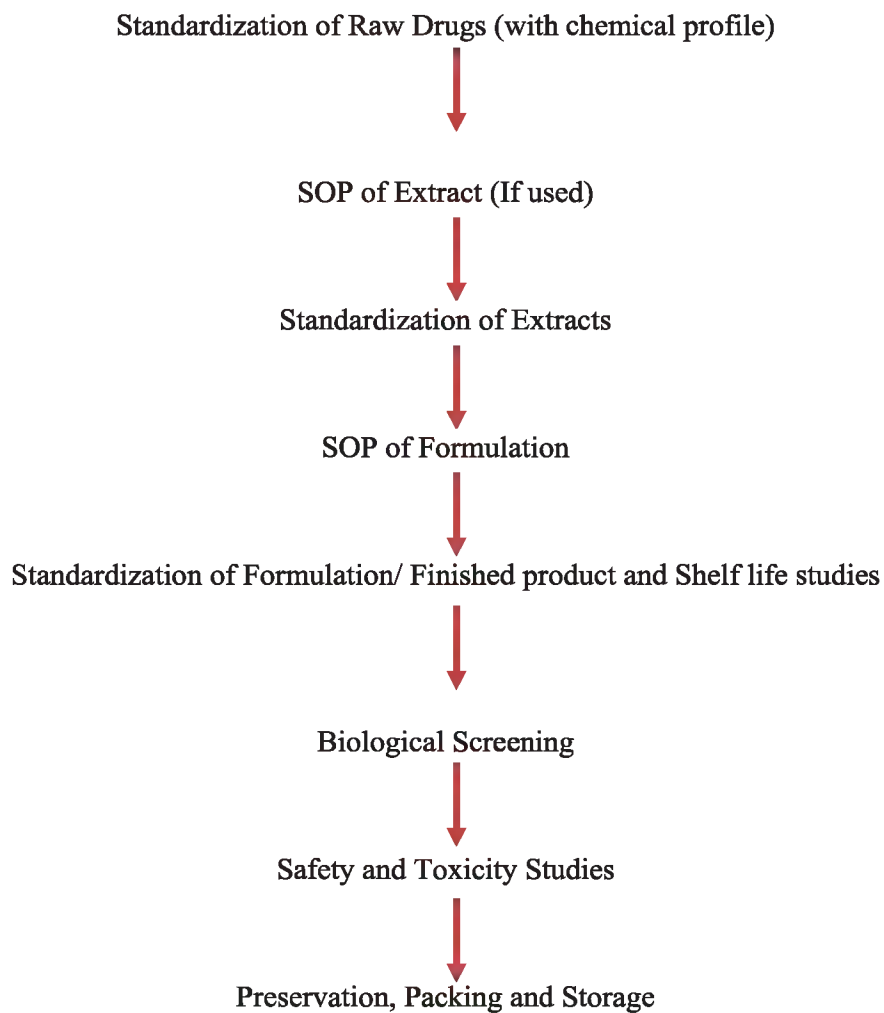 Standardization of Raw Drugs (with chemical profile)
SOP of Extract (If used)
Standardization of Extracts
SOP of Formulation
Standardization of Formulation/ Finished product and Shelf life studies
Biological Screening
Safety and Toxicity Studies
Preservation, Packing and Storage